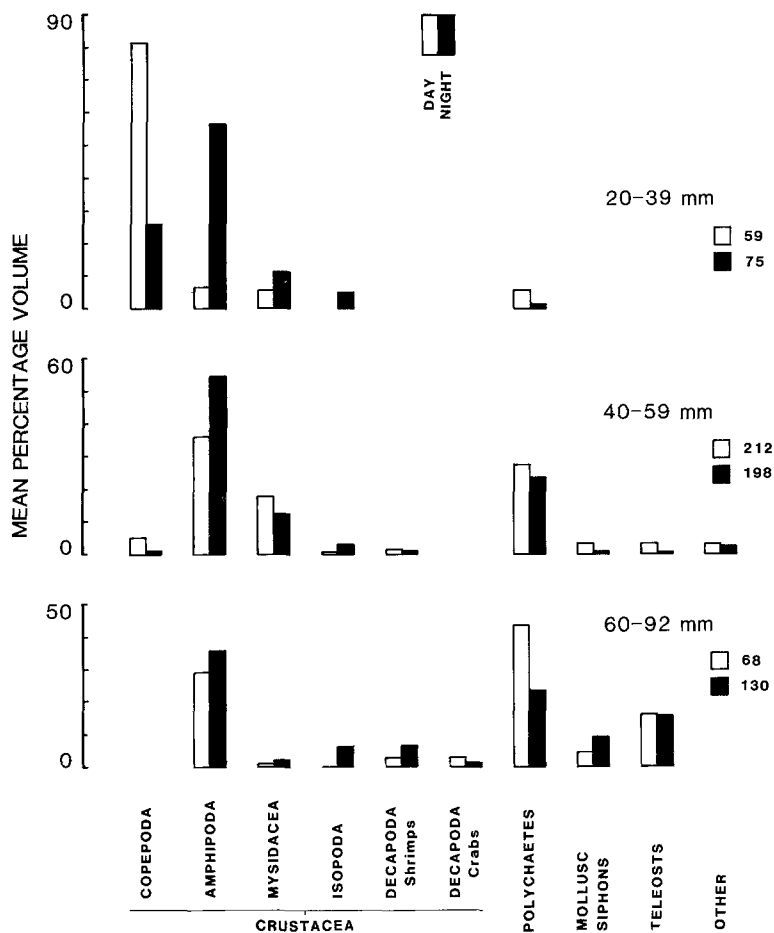 MEAN PERCENTAGE VOLUME
90
0
DAY
NIGHT
20-39 mm
59
75
60
0
40-59 mm
212
198
50
0
60-92 mm
68
130
COPEPODA
AMPHIPODA
MYSIDACEA
ISOPODA
DECAPODA
Shrimps
DECAPODA
Crabs
POLYCHAETES
MOLLUSC
SIPHONS
TELEOSTS
OTHER
CRUSTACEA